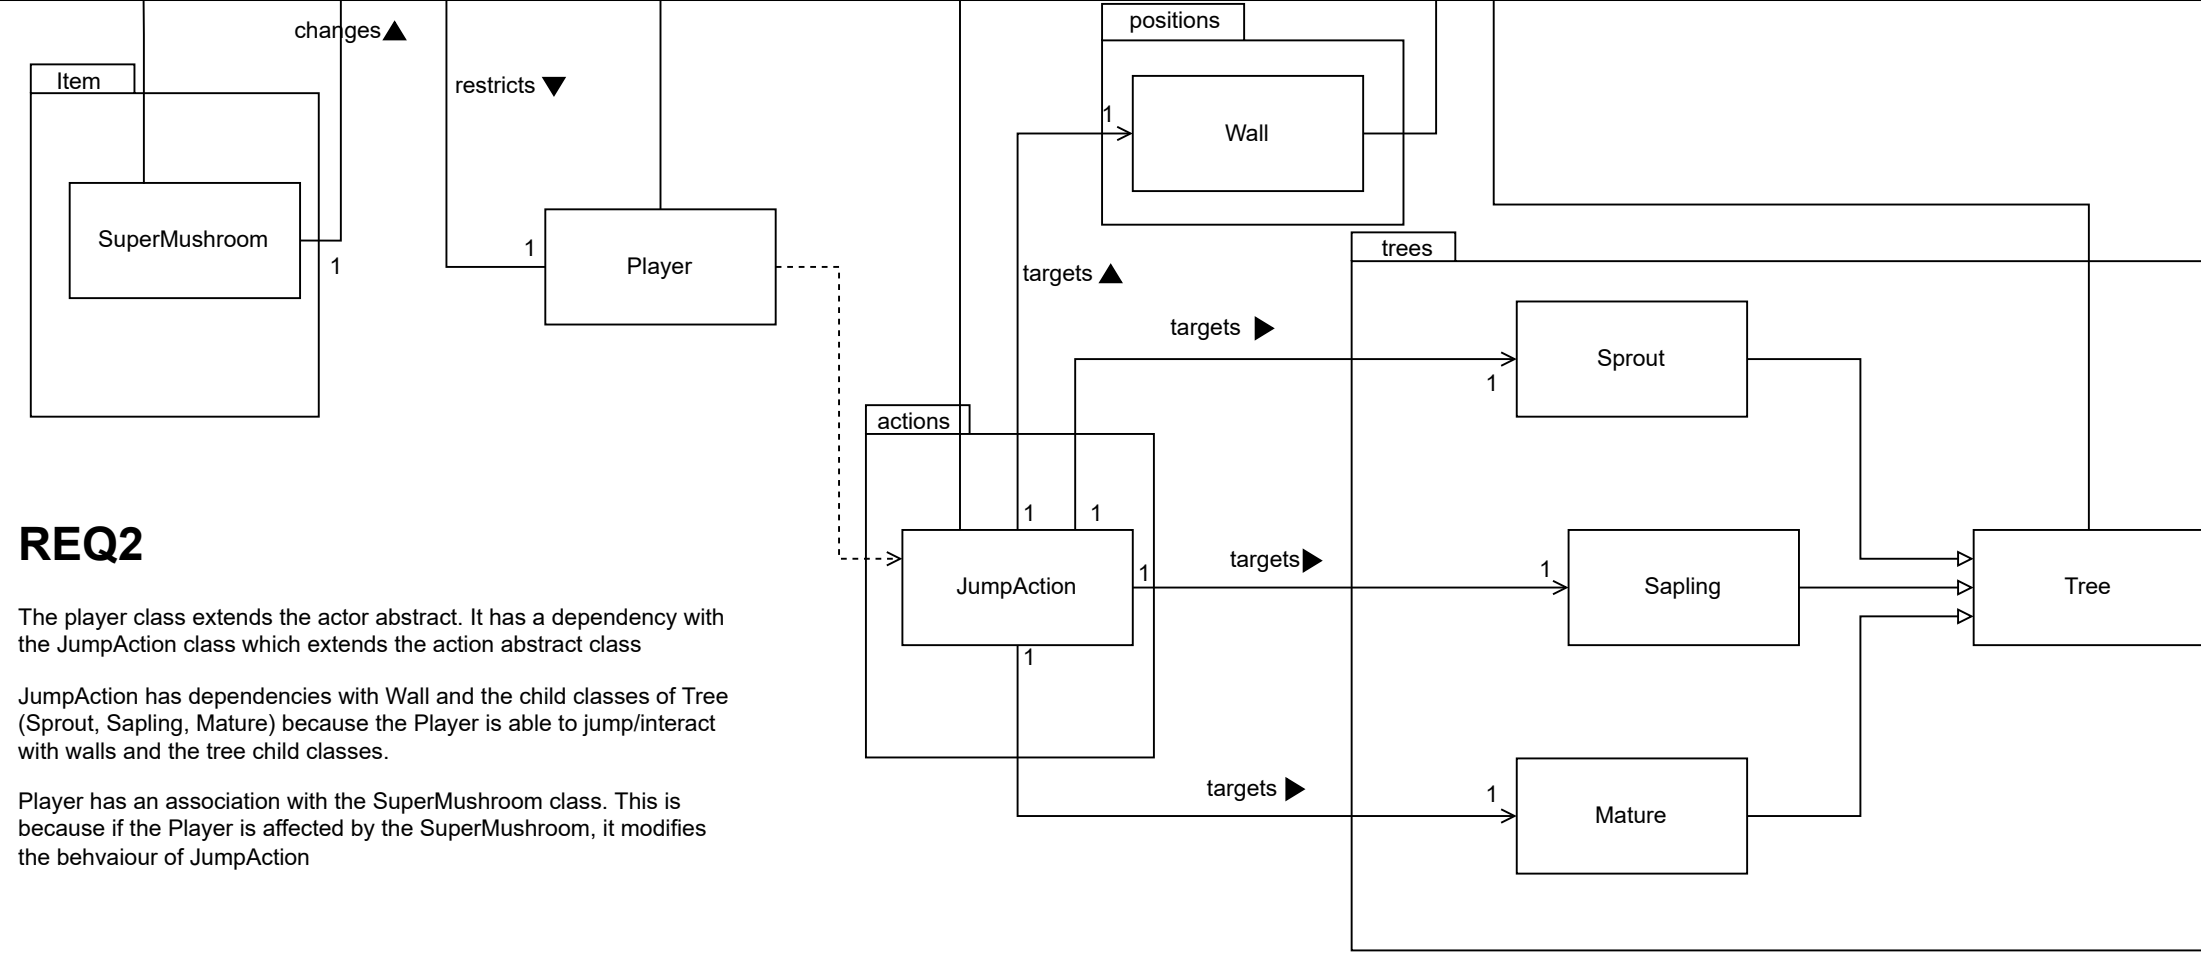 changes
positions
Item
restricts
1
Wall
SuperMushroom
1
1
Player
trees
targets
targets
Sprout
1
actions
1
1
REQ2
targets
1
1
JumpAction
Sapling
Tree
The player class extends the actor abstract. It has a dependency with
the JumpAction class which extends the action abstract class
1
JumpAction has dependencies with Wall and the child classes of Tree
(Sprout, Sapling, Mature) because the Player is able to jump/interact
with walls and the tree child classes.
targets
1
Mature
Player has an association with the SuperMushroom class. This is
because if the Player is affected by the SuperMushroom, it modifies
the behvaiour of JumpAction